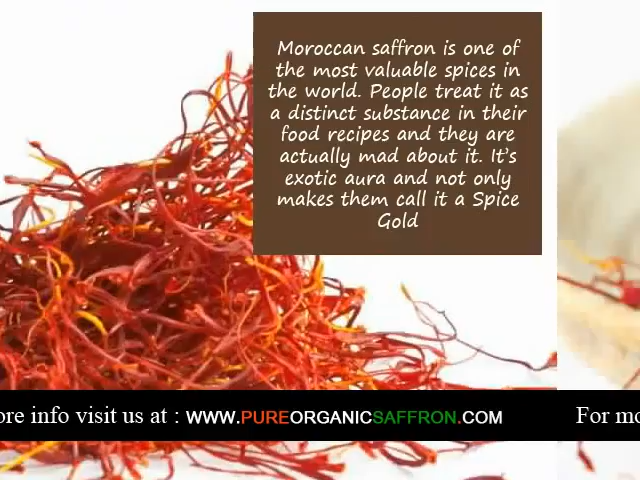 Moroccan saffron is one of
the most valuable spices in
the world. People treat it as
a distinct substance in their
food recipes and they are
actually mad about it. It's
exotic aura and not only
makes them call it a Spice
Gold
ore info visit us at : WWW.PUREORGANICSAFFRON.COM For mo